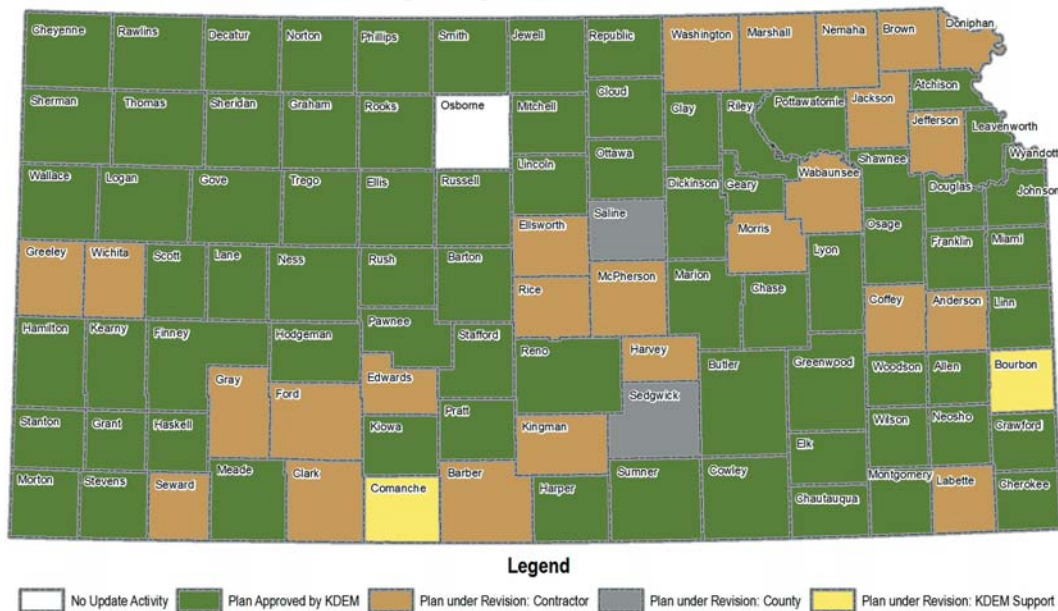 Cheyenne Rawlins Decatur Norton Phillips Smith Jewell Republic Washington Marshall Nemaha Brown Doniphan
Atchison
Sherman Thomas Sheridan Graham Rooks Osborne Mitchell Cloud Clay Riley Pottawatomie Jackson
Jefferson
Leavenworth
Lincoln Ottawa Shawnee Wyandott
Wallace Logan Gove Trego Ellis Russell Dickinson Geary Wabaunsee Douglas Johnson
Saline
Ellsworth Morris Osage
Greeley Wichita Scott Lane Ness Rush Barton McPherson Marion Chase Lyon Franklin Miami
Rice Coffey Anderson Linn
Hamilton Kearny Finney Hodgeman Pawnee Stafford Reno Harvey Butler Greenwood Woodson Allen Bourbon
Gray Ford Edwards Sedgwick
Stanton Grant Haskell Kiowa Pratt Kingman Elk Wilson Neosho Crawford
Morton Stevens Seward Meade Clark Comanche Barber Harper Sumner Cowley Chautauqua Montgomery Labette Cherokee
Legend
No Update Activity Plan Approved by KDEM Plan under Revision: Contractor Plan under Revision: County Plan under Revision: KDEM Support